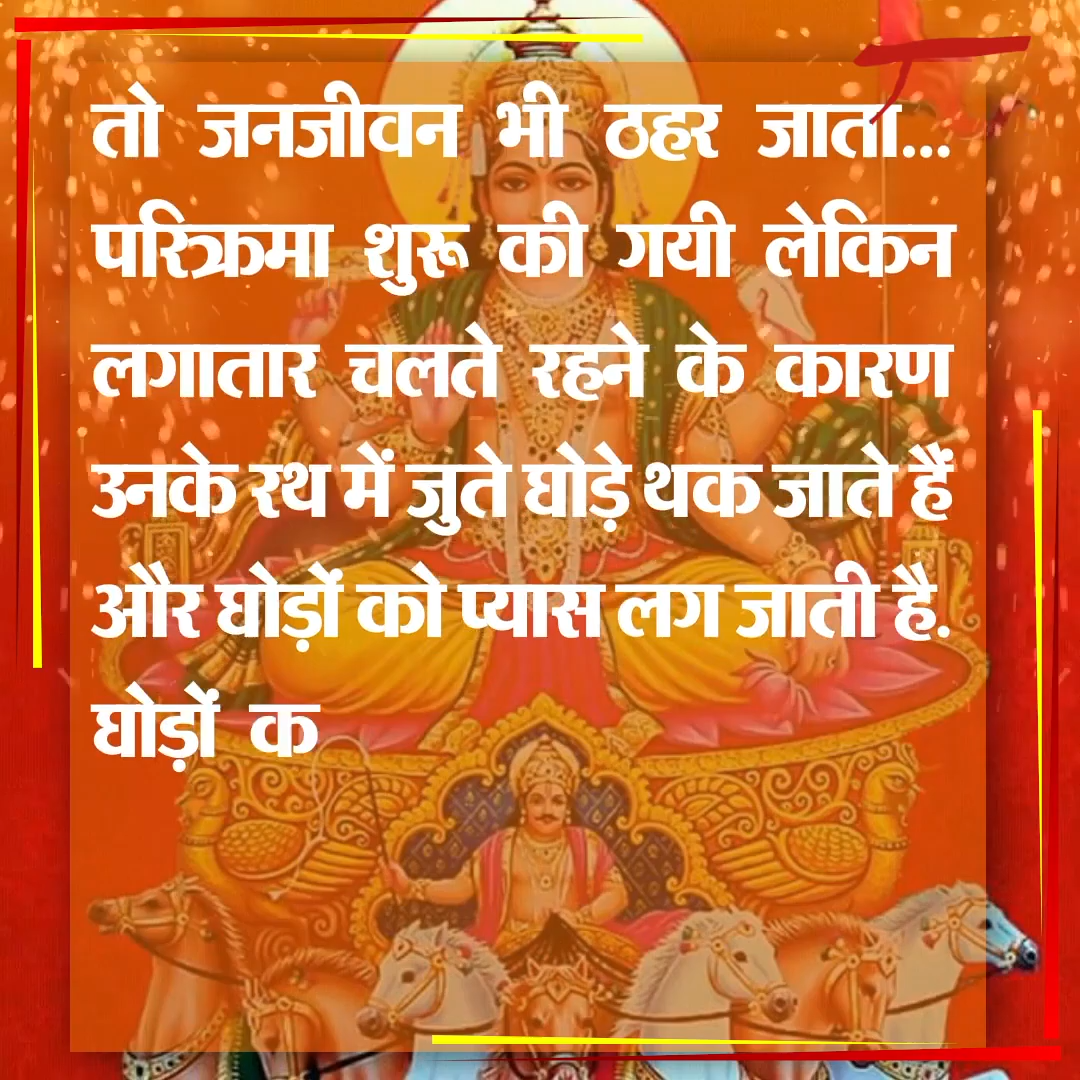 तो जनजीवन भी ठहर जाता...
परिक्रमा शुरू की गयी लेकिन
लगातार चलते रहने के कारण
उनके रथ में जुते घोड़े थक जाते हैं
और घोड़ों को प्यास लग जाती है.
घोड़ों क